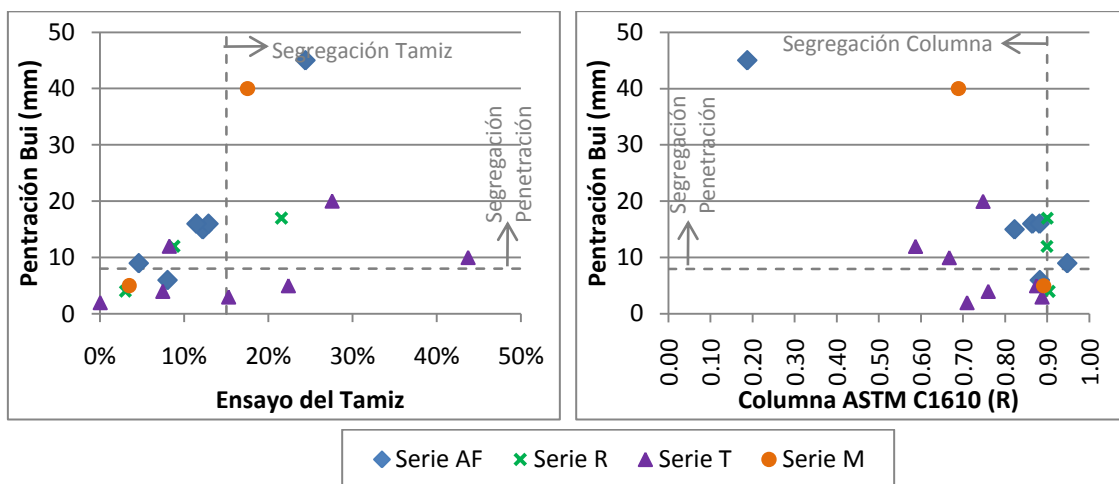 50
40
30
20
10
0
Pentración Bui (mm)
Segregación Tamiz
Segregación
Penetración
0%
10%
20%
30%
40%
50%
Ensayo del Tamiz
50
40
30
20
10
0
Pentración Bui (mm)
Segregación Columna
Segregación
Penetración
0.00
0.10
0.20
0.30
0.40
0.50
0.60
0.70
0.80
0.90
1.00
Columna ASTM C1610 (R)
Serie AF
Serie R
Serie T
Serie M